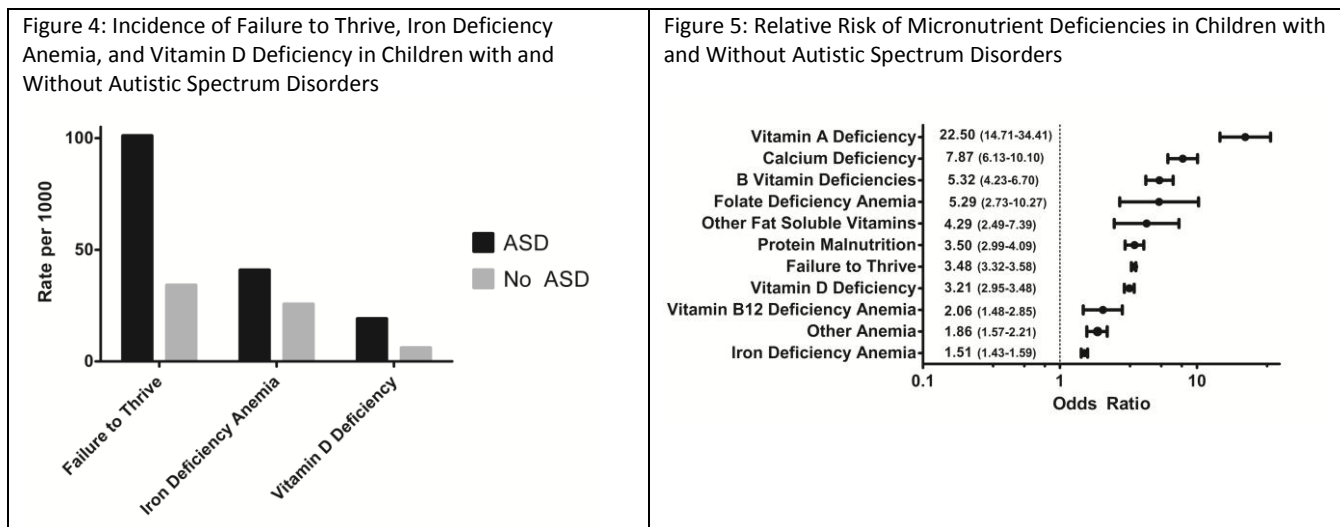 Figure 4: Incidence of Failure to Thrive, Iron Deficiency
Anemia, and Vitamin D Deficiency in Children with and
Without Autistic Spectrum Disorders
100
50
0
Rate per 1000
ASD
No ASD
Failure to Thrive
Iron Deficiency Anemia
Vitamin D Deficiency
Figure 5: Relative Risk of Micronutrient Deficiencies in Children with
and Without Autistic Spectrum Disorders
Vitamin A Deficiency 22.50 (14.71-34.41)
Calcium Deficiency 7.87 (6.13-10.10)
B Vitamin Deficiencies 5.32 (4.23-6.70)
Folate Deficiency Anemia 5.29 (2.73-10.27)
Other Fat Soluble Vitamins 4.29 (2.49-7.39)
Protein Malnutrition 3.50 (2.99-4.09)
Failure to Thrive 3.48 (3.32-3.58)
Vitamin D Deficiency 3.21 (2.95-3.48)
Vitamin B12 Deficiency Anemia 2.06 (1.48-2.85)
Other Anemia 1.86 (1.57-2.21)
Iron Deficiency Anemia 1.51 (1.43-1.59)
0.1 1 10
Odds Ratio